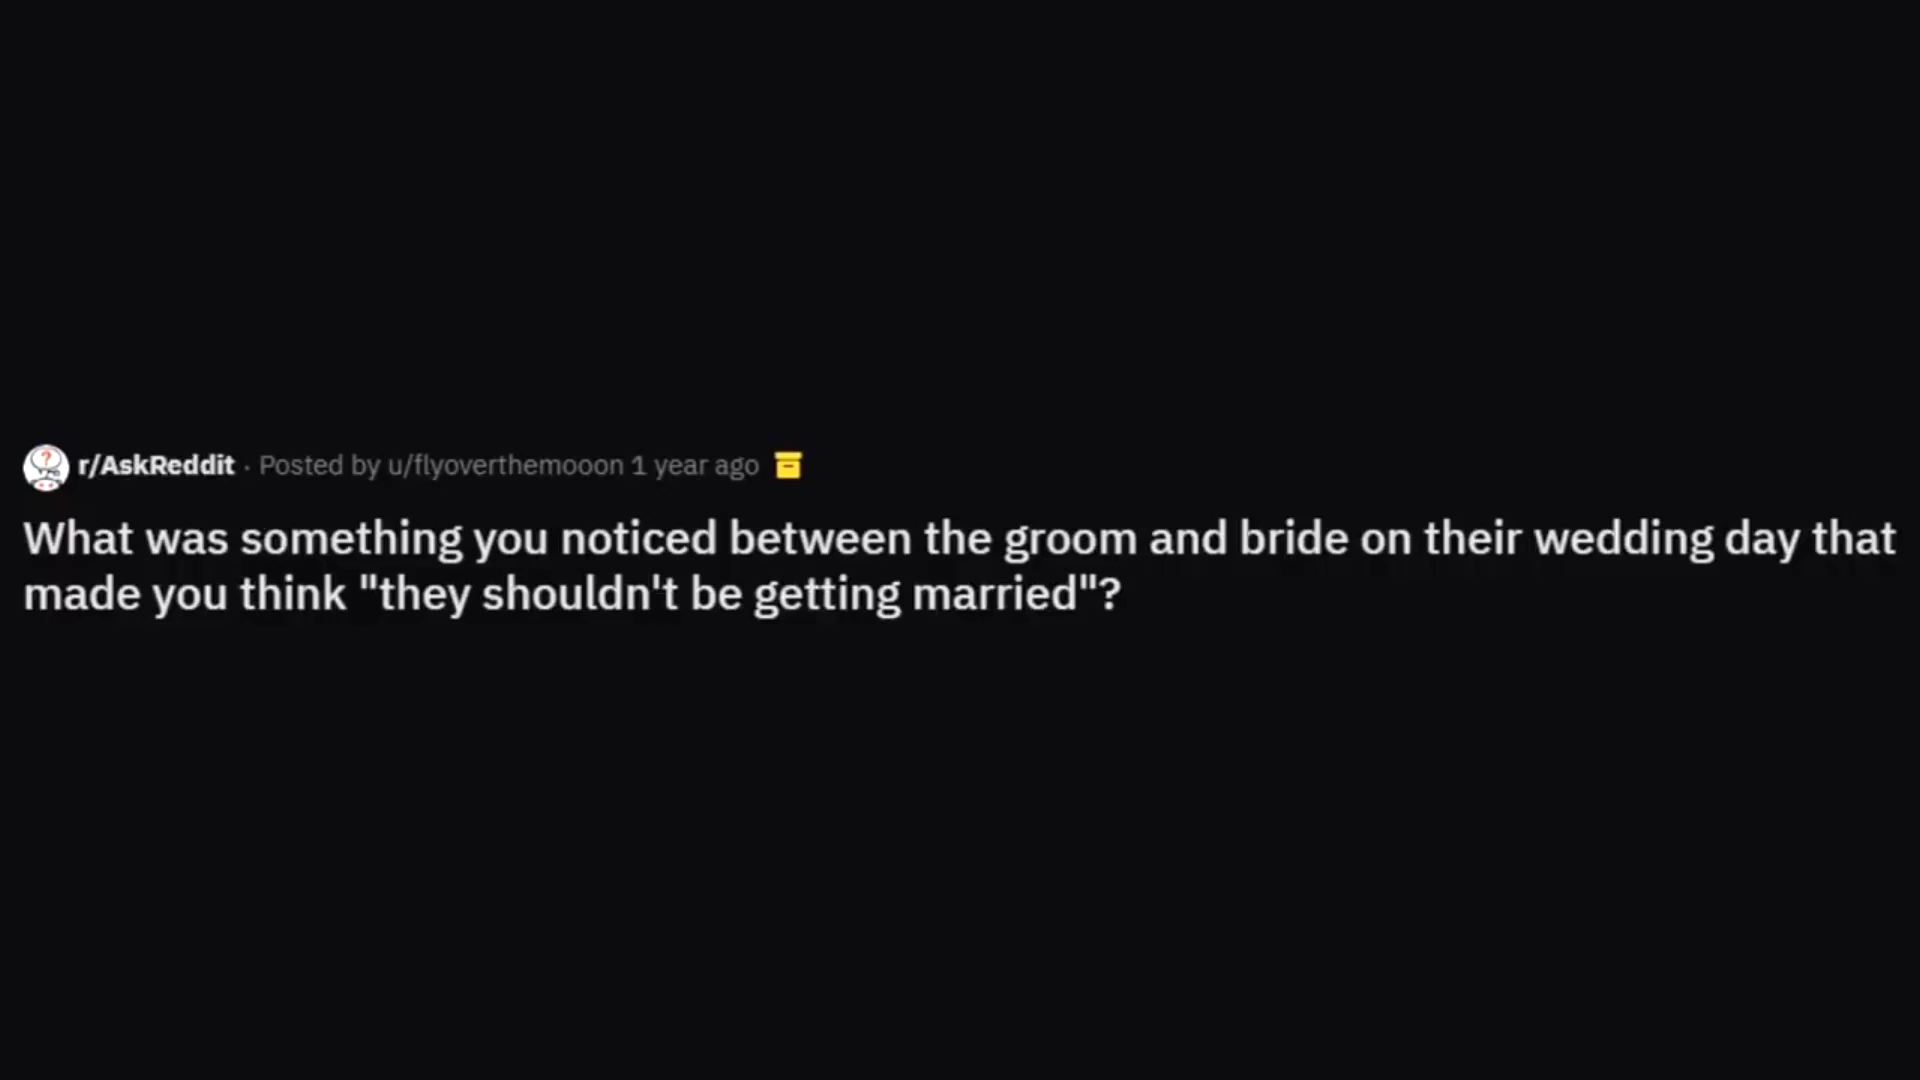 r/AskReddit · Posted by u/flyoverthemooon 1 year ago
What was something you noticed between the groom and bride on their wedding day that
made you think "they shouldn't be getting married"?